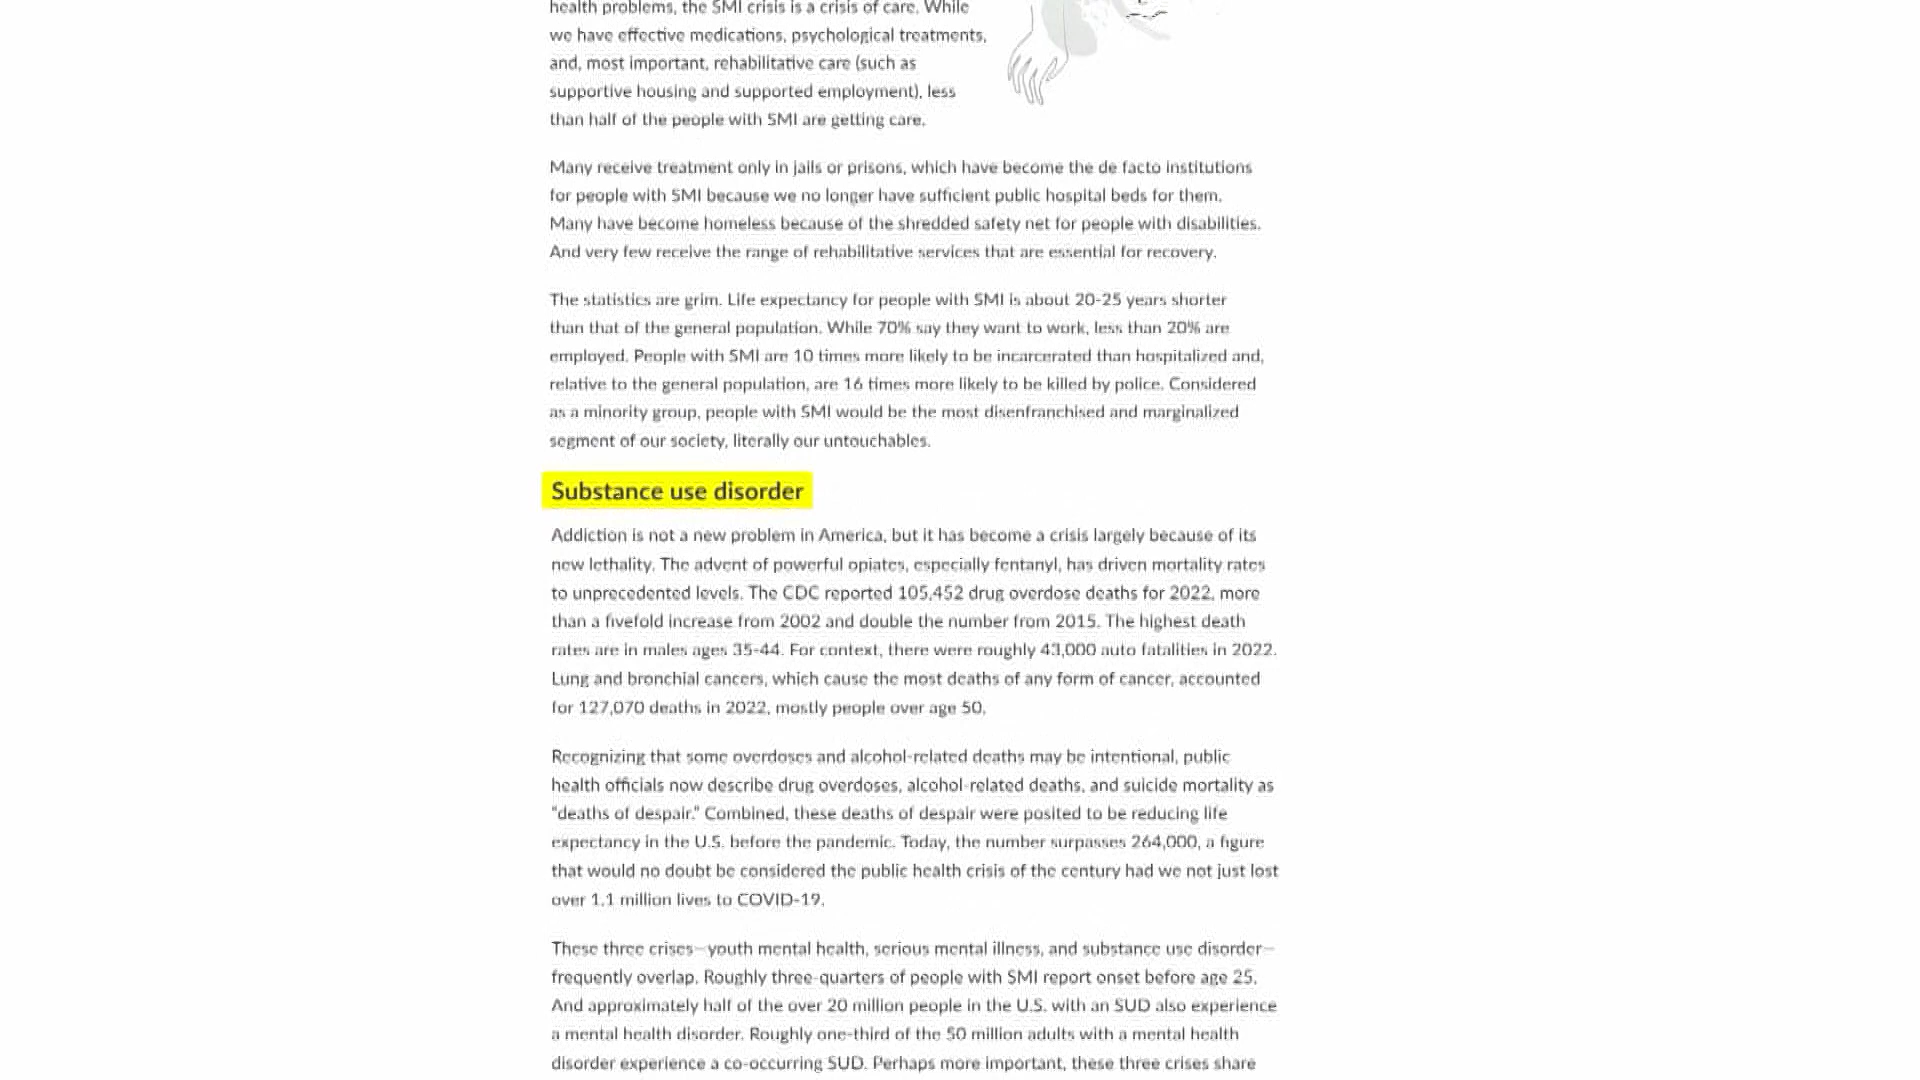 health problems, the SMI crisis is a crisis of care. While
we have effective medications, psychological treatments,
and, most important, rehabilitative care (such as
supportive housing and supported employment), less
than half of the people with SMI are getting care.
Many receive treatment only in jails or prisons, which have become the de facto institutions
for people with SMI because we no longer have sufficient public hospital beds for them.
Many have become homeless because of the shredded safety net for people with disabilities.
And very few receive the range of rehabilitative services that are essential for recovery.
The statistics are grim. Life expectancy for people with SMI is about 20-25 years shorter
than that of the general population. While 70% say they want to work, less than 20% are
employed. People with SMI are 10 times more likely to be incarcerated than hospitalized and,
relative to the general population, are 16 times more likely to be killed by police. Considered
as a minority group, people with SMI would be the most disenfranchised and marginalized
segment of our society, literally our untouchables.
Substance use disorder
Addiction is not a new problem in America, but it has become a crisis largely because of its
new lethality. The advent of powerful opiates, especially fentanyl, has driven mortality rates
to unprecedented levels. The CDC reported 105,452 drug overdose deaths for 2022, more
than a fivefold increase from 2002 and double the number from 2015. The highest death
rates are in males ages 35-44. For context, there were roughly 43,000 auto fatalities in 2022.
Lung and bronchial cancers, which cause the most deaths of any form of cancer, accounted
for 127,070 deaths in 2022, mostly people over age 50.
Recognizing that some overdoses and alcohol-related deaths may be intentional, public
health officials now describe drug overdoses, alcohol-related deaths, and suicide mortality as
"deaths of despair." Combined, these deaths of despair were posited to be reducing life
expectancy in the U.S. before the pandemic. Today, the number surpasses 264,000, a figure
that would no doubt be considered the public health crisis of the century had we not just lost
over 1.1 million lives to COVID-19.
These three crises—youth mental health, serious mental illness, and substance use disorder—
frequently overlap. Roughly three-quarters of people with SMI report onset before age 25.
And approximately half of the over 20 million people in the U.S. with an SUD also experience
a mental health disorder. Roughly one-third of the 50 million adults with a mental health
disorder experience a co-occurring SUD. Perhaps more important, these three crises share